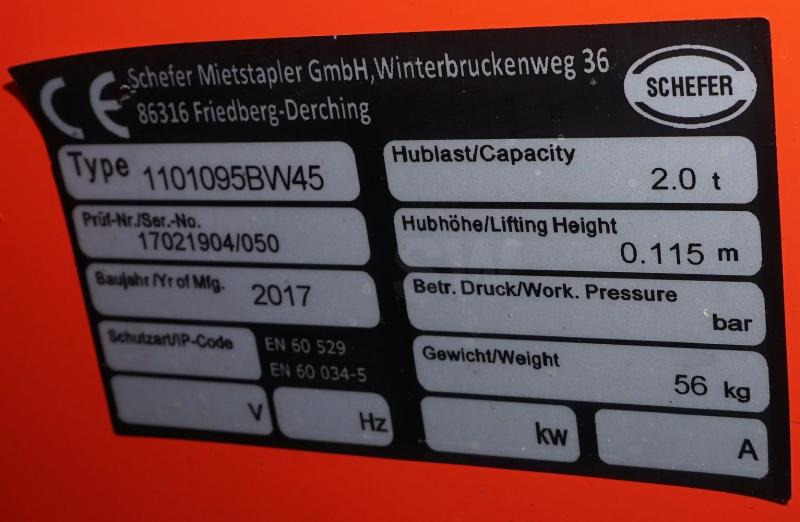 CE Schefer Mietstapler GmbH, Winterbruckenweg 36
86316 Friedberg-Derching
SCHEFER
Type 1101095BW45
Hublast/Capacity
2.0 t
Prüf-Nr./Ser.-No.
17021904/050
Hubhöhe/Lifting Height
0.115 m
Baujahr/Yr of Mfg. 2017
Betr. Druck/Work. Pressure
bar
Schutzart/IP-Code
EN 60 529
EN 60 034-5
Gewicht/Weight
56 kg
V
Hz
kw
A